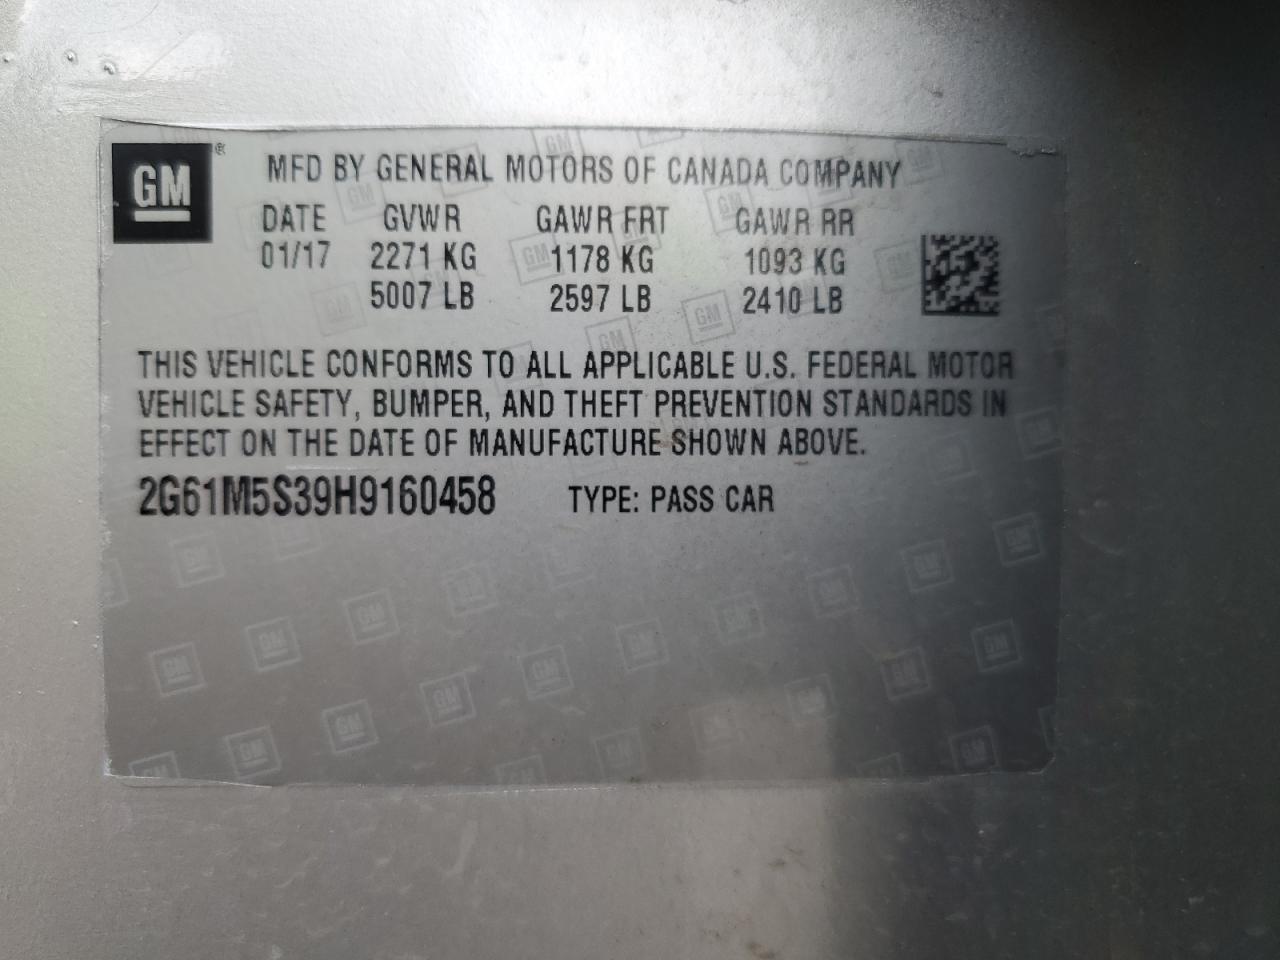 GM®
MFD BY GENERAL MOTORS OF CANADA COMPANY
DATE GVWR GAWR FRT GAWR RR
01/17 2271 KG 1178 KG 1093 KG
5007 LB 2597 LB 2410 LB
THIS VEHICLE CONFORMS TO ALL APPLICABLE U.S. FEDERAL MOTOR
VEHICLE SAFETY, BUMPER, AND THEFT PREVENTION STANDARDS IN
EFFECT ON THE DATE OF MANUFACTURE SHOWN ABOVE.
2G61M5S39H9160458 TYPE: PASS CAR